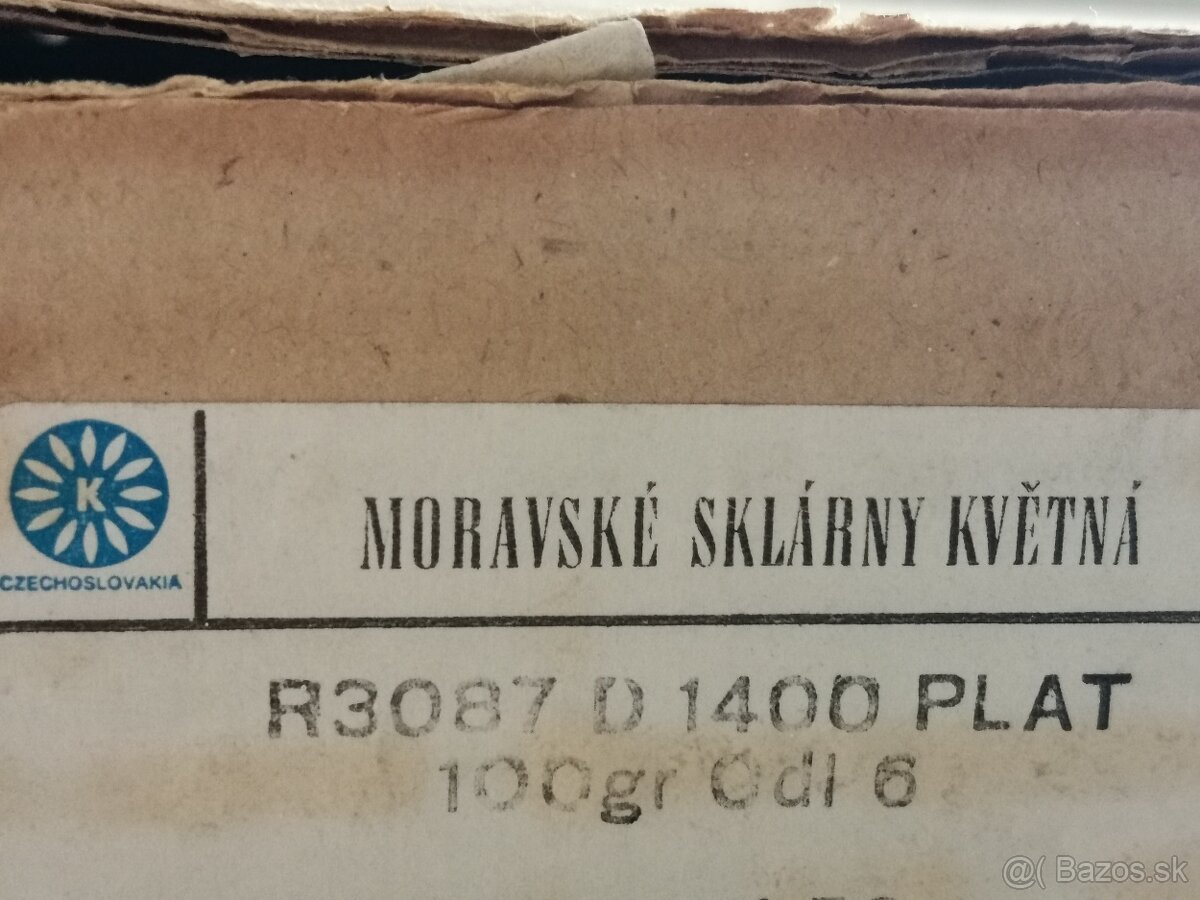 K
CZECHOSLOVAKIA
MORAVSKÉ SKLÁRNY KVĚTNÁ
R3087 D 1400 PLAT
100gr Odl 6
@( Bazos.sk